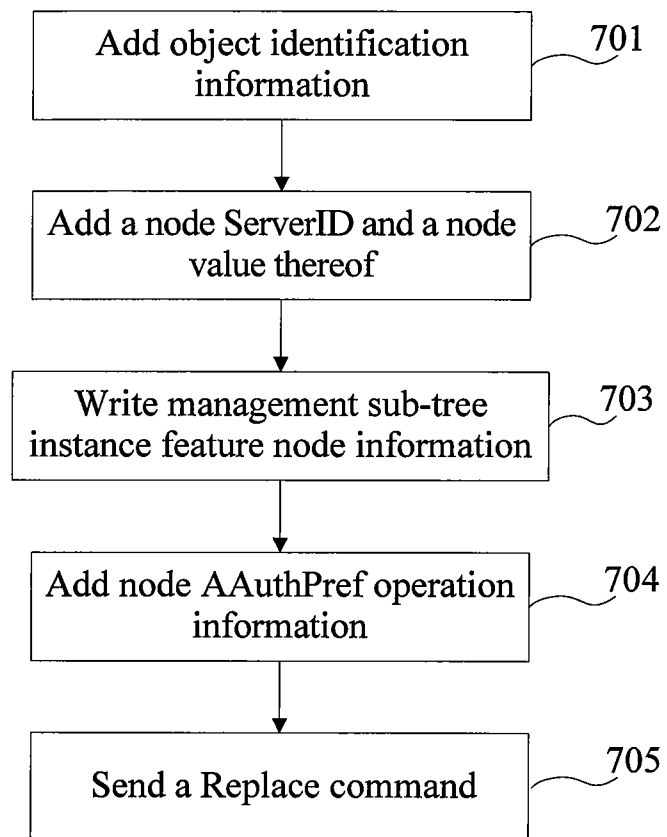 Add object identification
information
701
Add a node ServerID and a node
value thereof
702
Write management sub-tree
instance feature node information
703
Add node AAuthPref operation
information
704
Send a Replace command
705